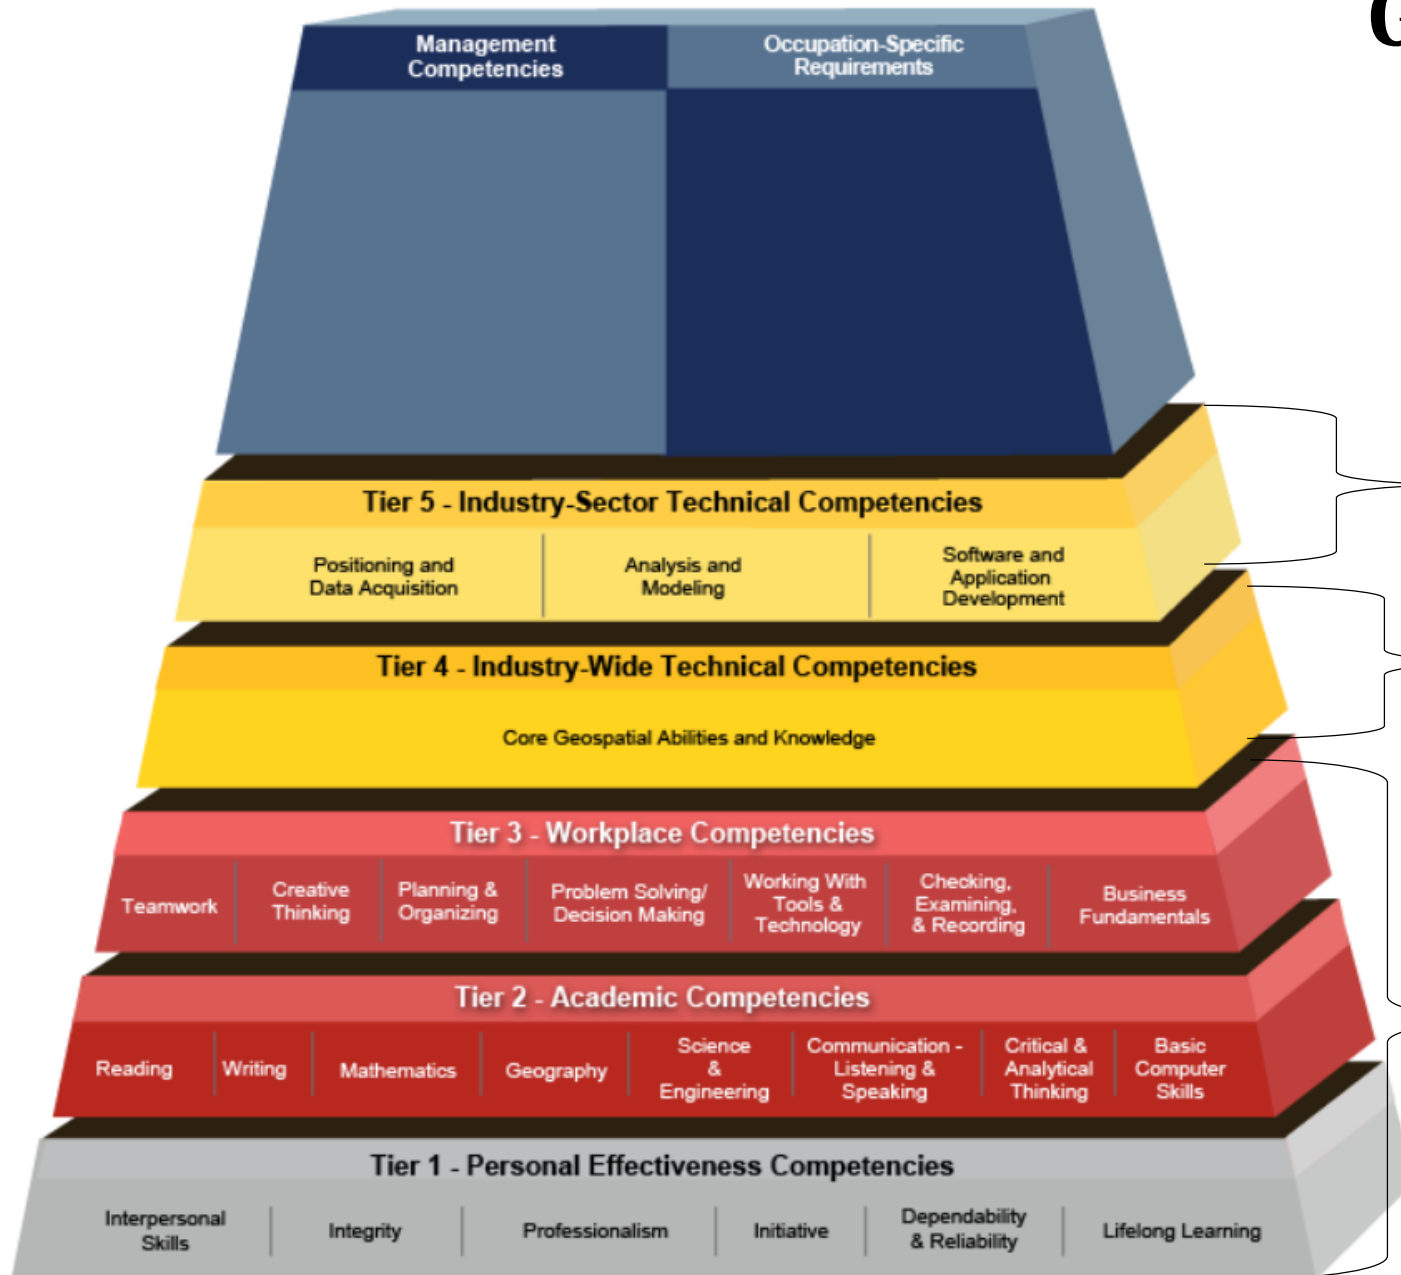 G
Management
Competencies
Occupation-Specific
Requirements
Tier 5 - Industry-Sector Technical Competencies
Positioning and
Data Acquisition
Analysis and
Modeling
Software and
Application
Development
Tier 4 - Industry-Wide Technical Competencies
Core Geospatial Abilities and Knowledge
Tier 3 - Workplace Competencies
Teamwork
Creative
Thinking
Planning &
Organizing
Problem Solving/
Decision Making
Working With
Tools &
Technology
Checking,
Examining,
& Recording
Business
Fundamentals
Tier 2 - Academic Competencies
Reading
Writing
Mathematics
Geography
Science
&
Engineering
Communication -
Listening &
Speaking
Critical &
Analytical
Thinking
Basic
Computer
Skills
Tier 1 - Personal Effectiveness Competencies
Interpersonal
Skills
Integrity
Professionalism
Initiative
Dependability
& Reliability
Lifelong Learning